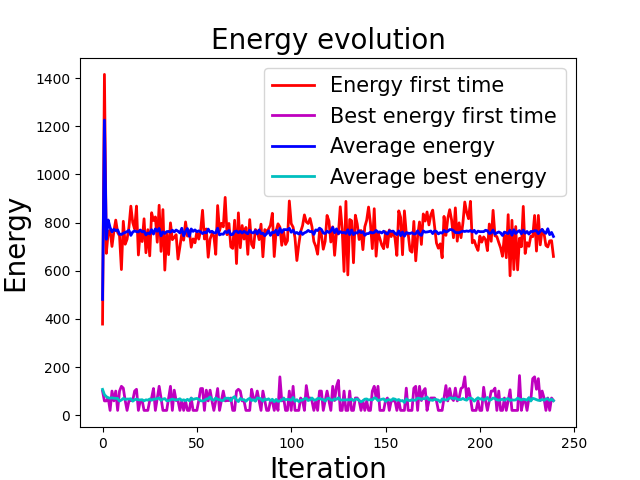 Energy evolution
Energy first time
Best energy first time
Average energy
Average best energy
Energy
1400
1200
1000
800
600
400
200
0
0 50 100 150 200 250
Iteration